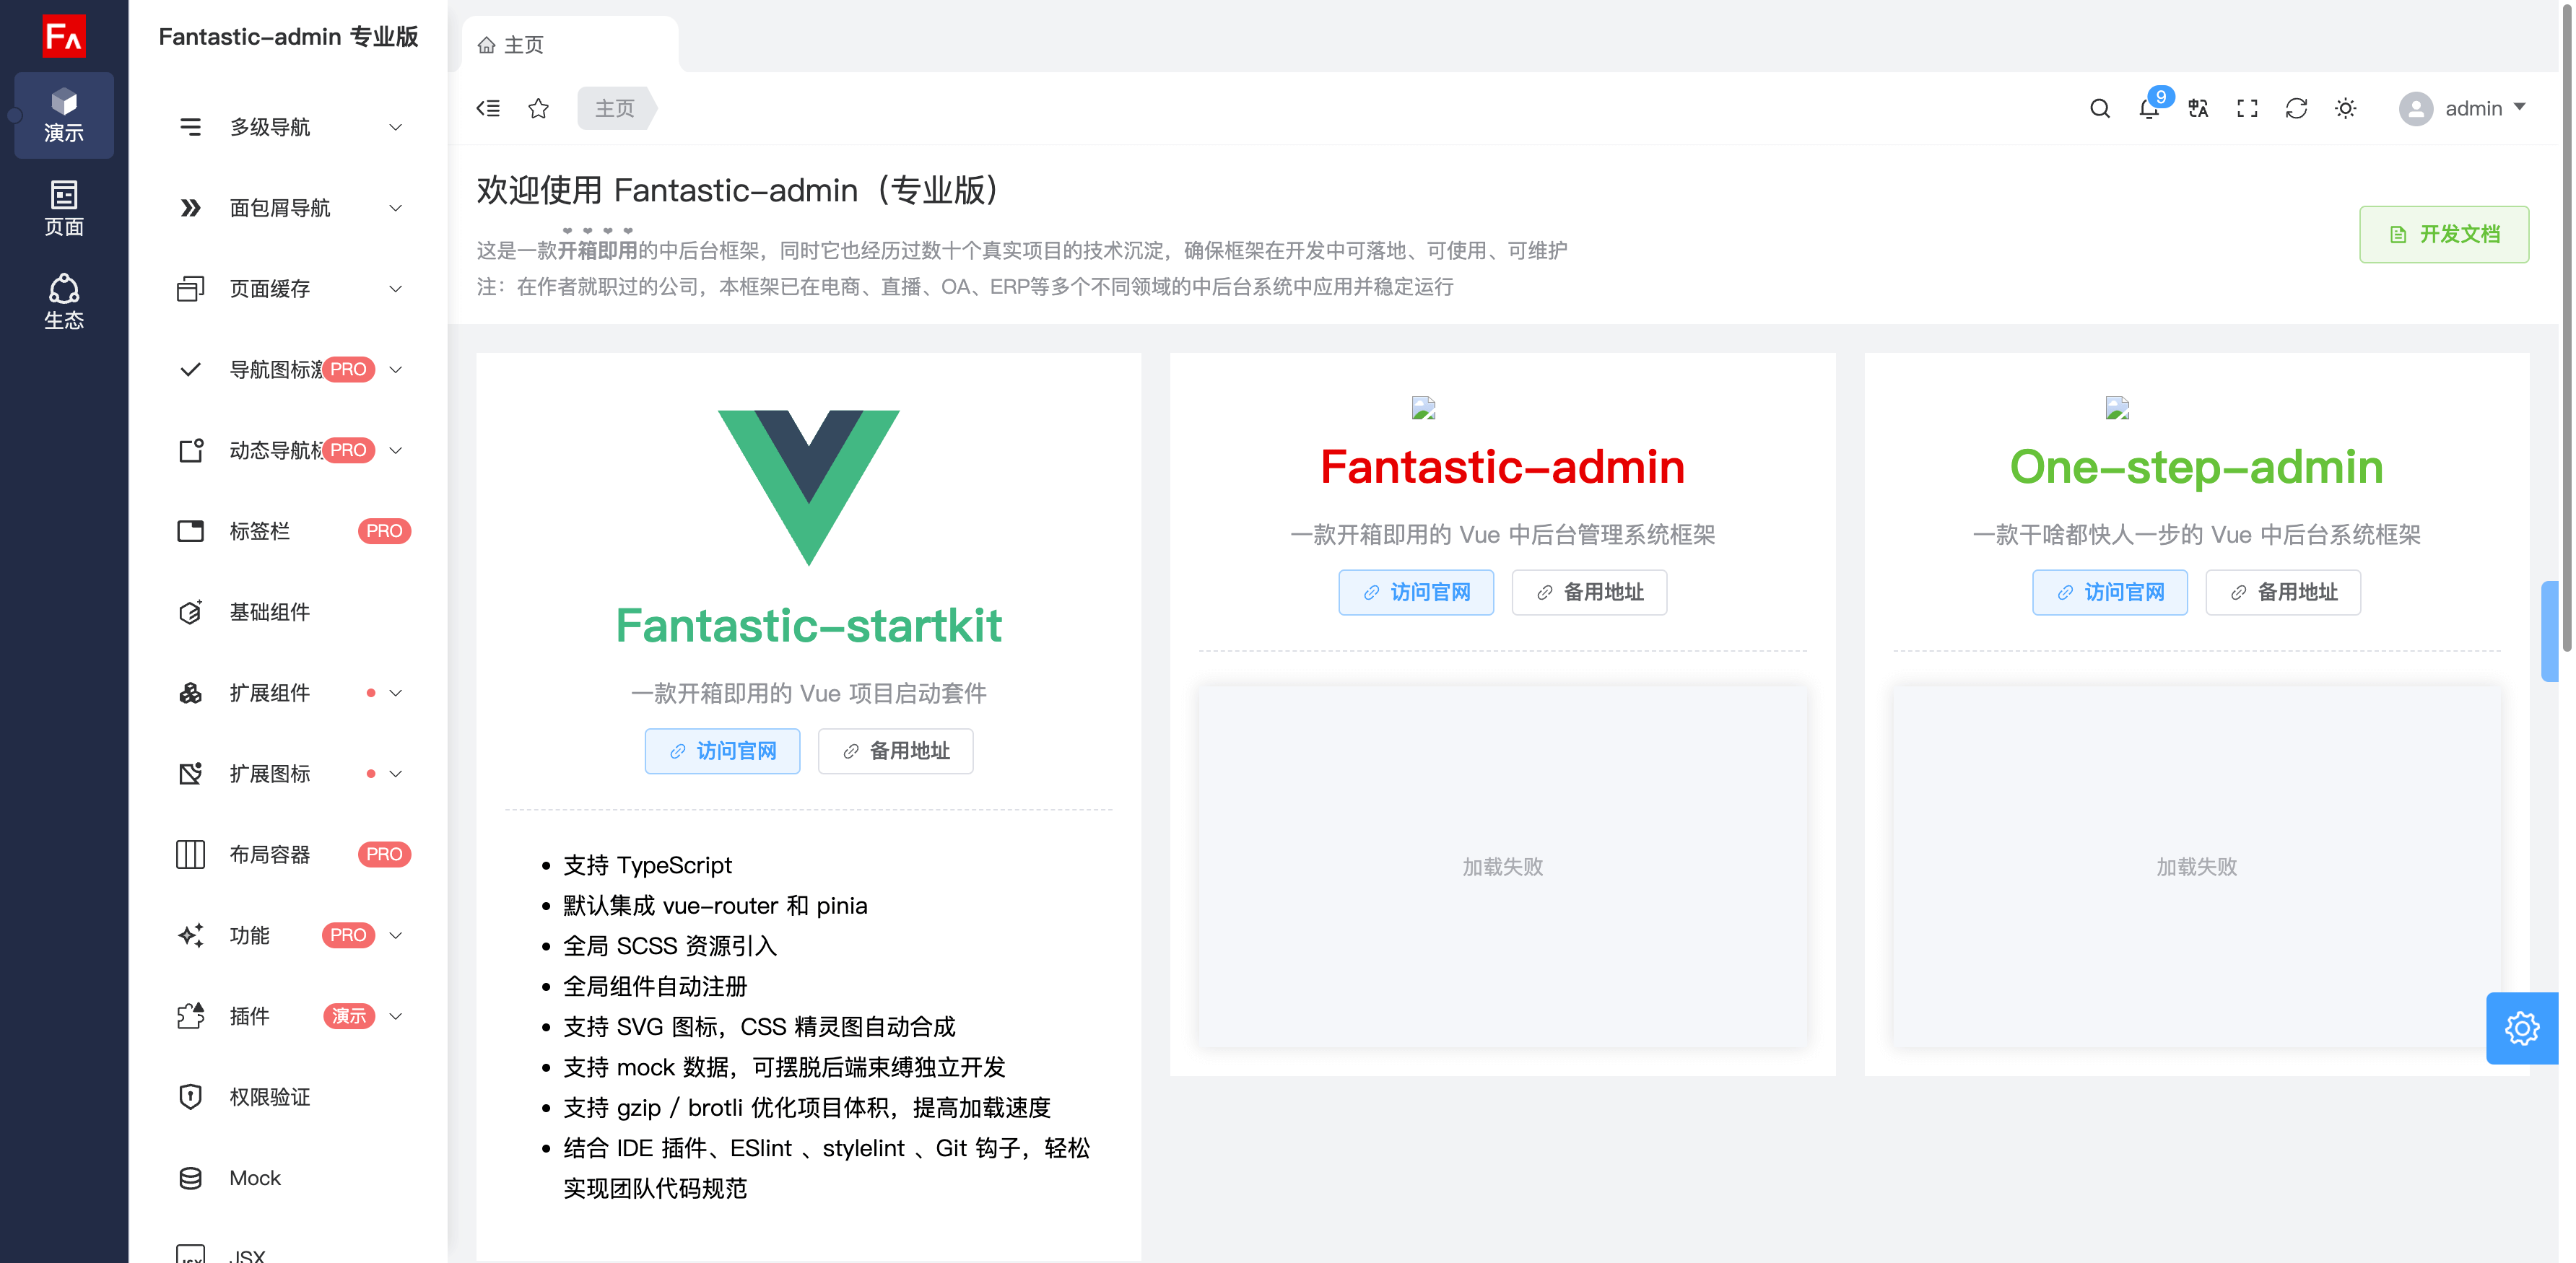 FA
演示
页面
生态
Fantastic-admin 专业版
多级导航
面包屑导航
页面缓存
导航图标激 PRO
动态导航标 PRO
标签栏 PRO
基础组件
扩展组件
扩展图标
布局容器 PRO
功能 PRO
插件 演示
权限验证
Mock
JSX
主页
主页
9
admin
欢迎使用 Fantastic-admin（专业版）
这是一款开箱即用的中后台框架，同时它也经历过数十个真实项目的技术沉淀，确保框架在开发中可落地、可使用、可维护
注：在作者就职过的公司，本框架已在电商、直播、OA、ERP等多个不同领域的中后台系统中应用并稳定运行
开发文档
Fantastic-startkit
一款开箱即用的 Vue 项目启动套件
访问官网 备用地址
支持 TypeScript
默认集成 vue-router 和 pinia
全局 SCSS 资源引入
全局组件自动注册
支持 SVG 图标，CSS 精灵图自动合成
支持 mock 数据，可摆脱后端束缚独立开发
支持 gzip / brotli 优化项目体积，提高加载速度
结合 IDE 插件、ESlint 、stylelint 、Git 钩子，轻松
实现团队代码规范
Fantastic-admin
一款开箱即用的 Vue 中后台管理系统框架
访问官网 备用地址
加载失败
One-step-admin
一款干啥都快人一步的 Vue 中后台系统框架
访问官网 备用地址
加载失败